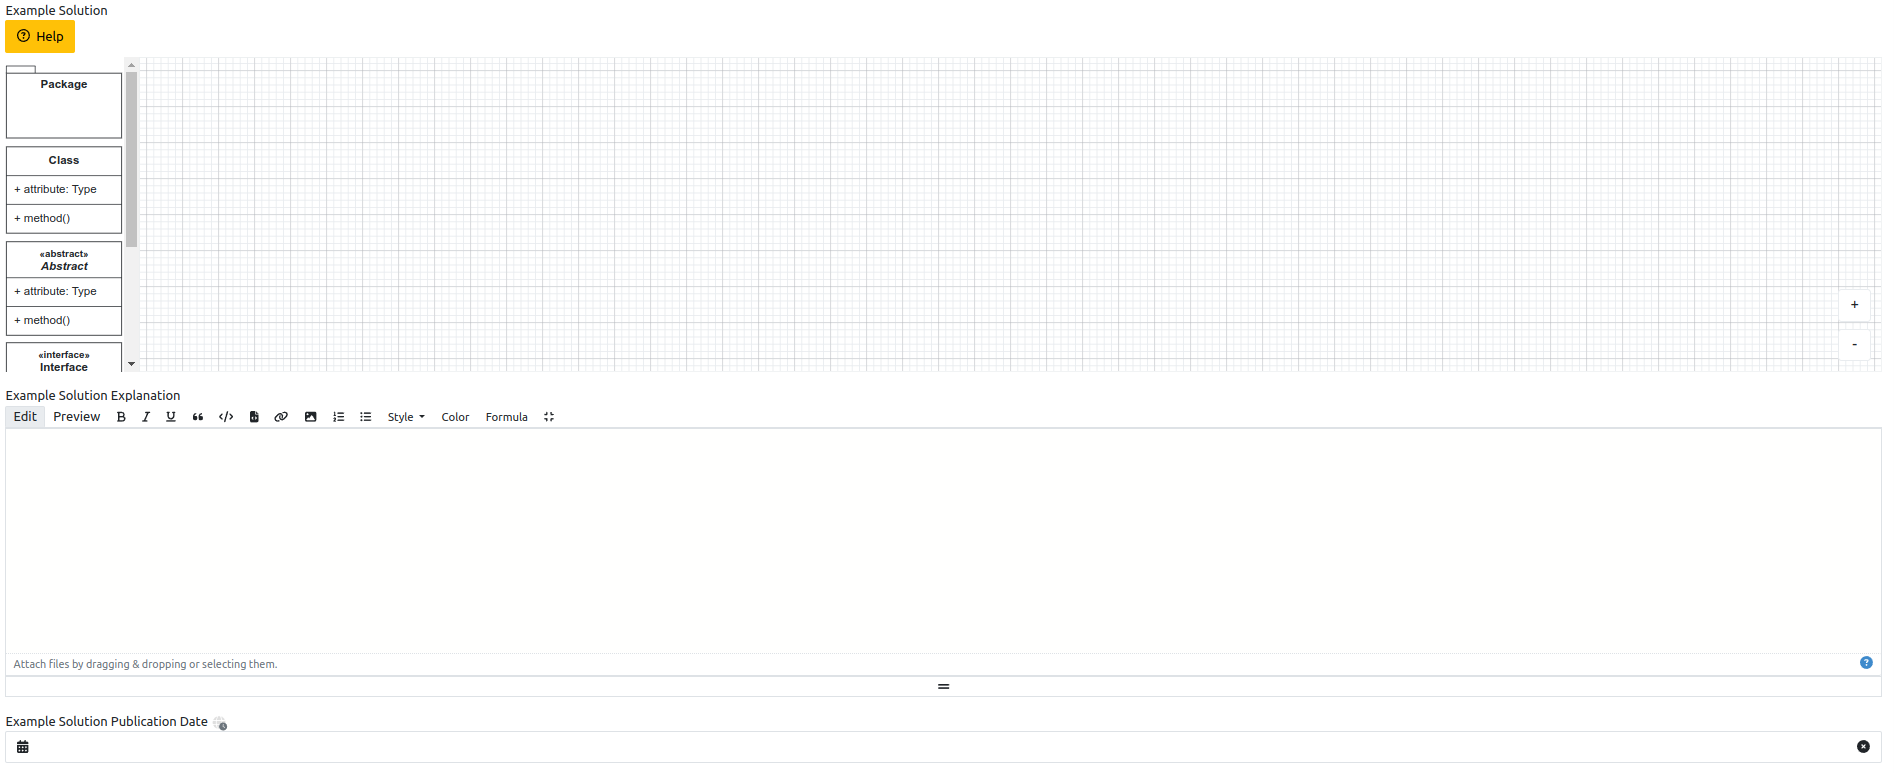 Example Solution
Help
Package
Class
+ attribute: Type
+ method()
«abstract»
Abstract
+ attribute: Type
+ method()
«interface»
Interface
+
-
Example Solution Explanation
Edit Preview B I U </> Style Color Formula
Attach files by dragging & dropping or selecting them.
?
Example Solution Publication Date